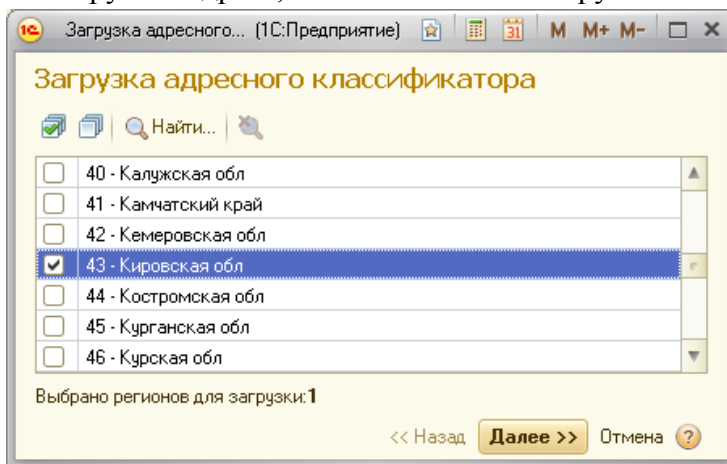 Загрузка адресного... (1С:Предприятие) 31 M M+ M-
Загрузка адресного классификатора
Найти...
40 - Калужская обл
41 - Камчатский край
42 - Кемеровская обл
43 - Кировская обл
44 - Костромская обл
45 - Курганская обл
46 - Курская обл
Выбрано регионов для загрузки:1
<< Назад Далее >> Отмена ?